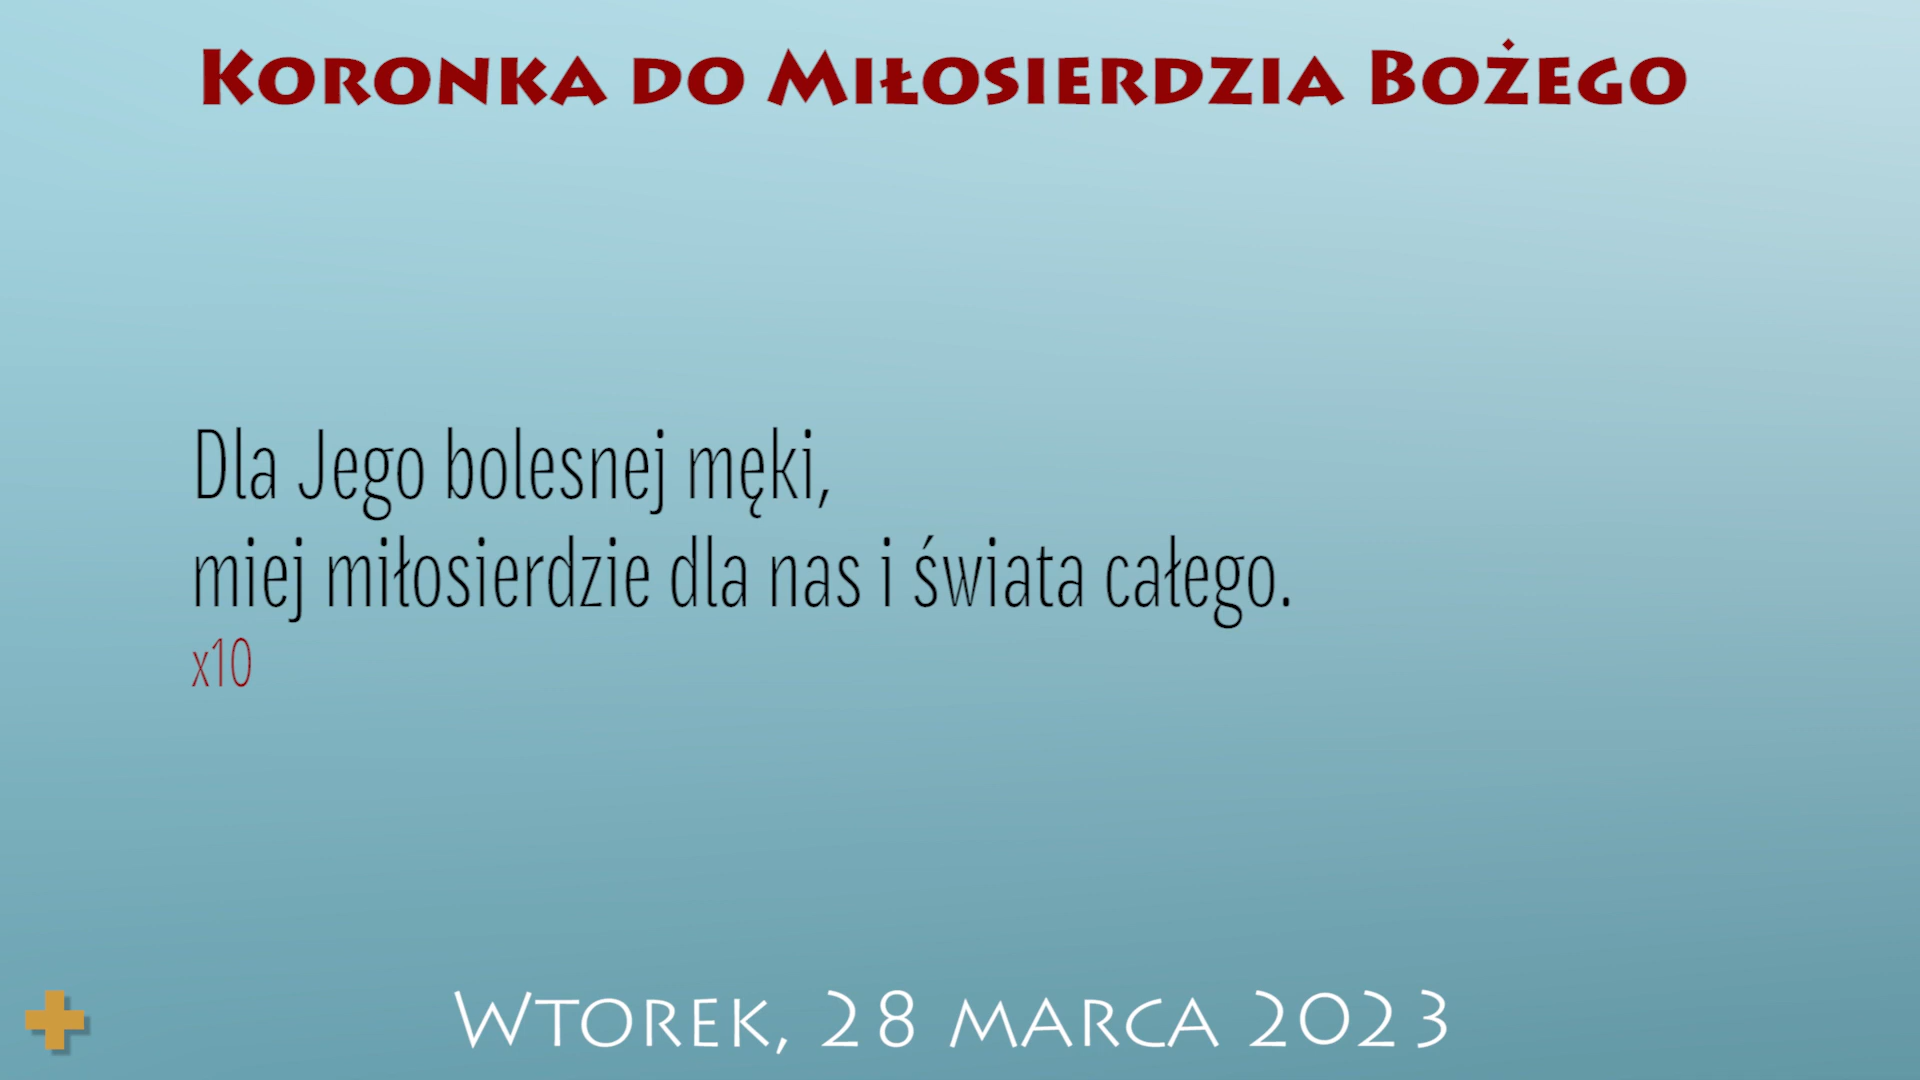 Koronka do Miłosierdzia Bożego
Dla Jego bolesnej męki,
miej miłosierdzie dla nas i świata całego.
x10
Wtorek, 28 marca 2023